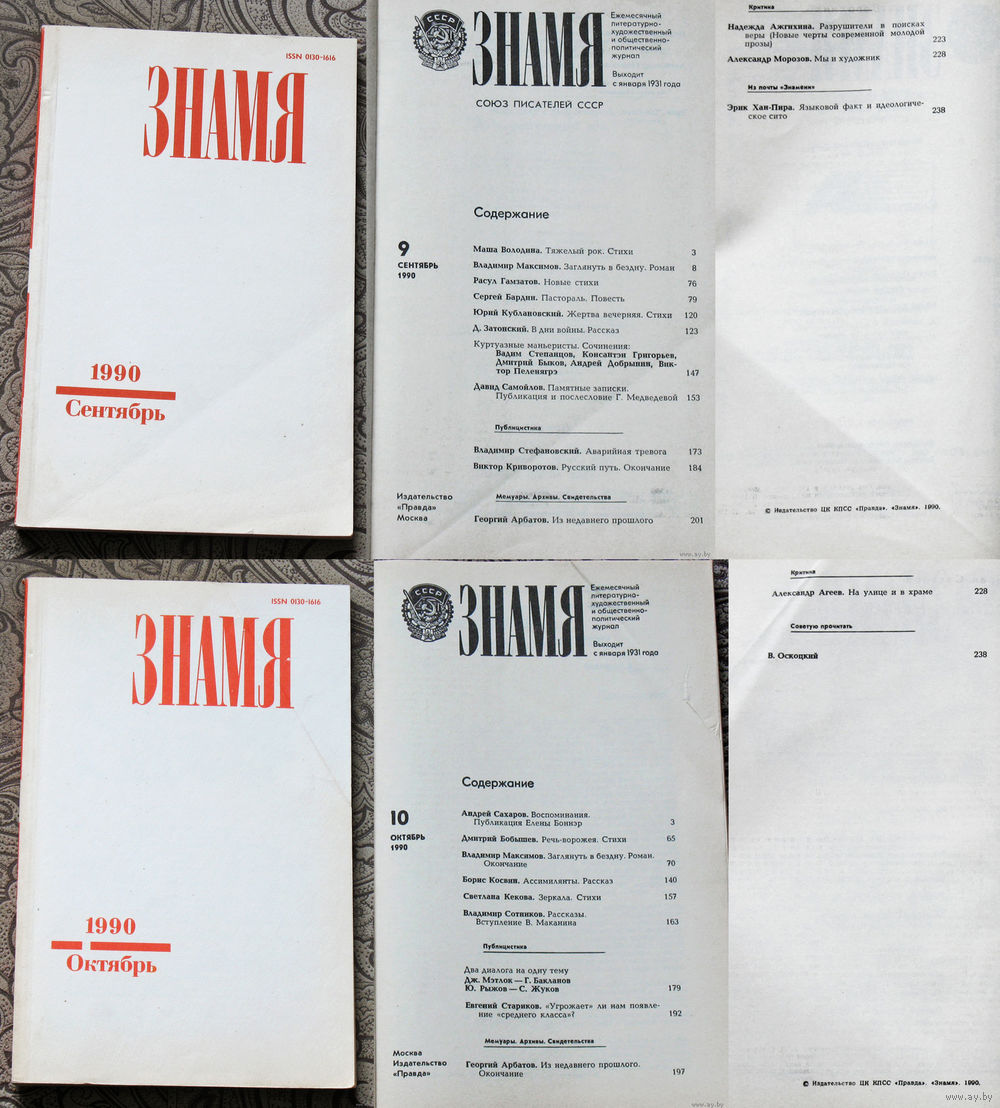 ISSN 0130-1616
ЗНАМЯ
1990
Сентябрь
СССР
ЗНАМЯ
Ежемесячный
литературно-
художественный
и общественно-
политический
журнал
Выходит
с января 1931 года
СОЮЗ ПИСАТЕЛЕЙ СССР
Содержание
9
СЕНТЯБРЬ
1990
Маша Володина. Тяжелый рок. Стихи 3
Владимир Максимов. Заглянуть в бездну. Роман 8
Расул Гамзатов. Новые стихи 76
Сергей Бардин. Пастораль. Повесть 79
Юрий Кублановский. Жертва вечерняя. Стихи 120
Д. Затонский. В дни войны. Рассказ 123
Куртуазные маньеристы. Сочинения:
Вадим Степанцов, Консантэн Григорьев,
Дмитрий Быков, Андрей Добрынин, Вик-
тор Пеленягрэ 147
Давид Самойлов. Памятные записки.
Публикация и послесловие Г. Медведевой 153
Публицистика
Владимир Стефановский. Аварийная тревога 173
Виктор Криворотов. Русский путь. Окончание 184
Мемуары. Архивы. Свидетельства
Георгий Арбатов. Из недавнего прошлого 201
Издательство
«Правда»
Москва
Критика
Надежда Ажгихина. Разрушители в поисках
веры (Новые черты современной молодой
прозы) 223
Александр Морозов. Мы и художник 228
Из почты «Знамени»
Эрик Хан-Пира. Языковой факт и идеологиче-
ское сито 238
© Издательство ЦК КПСС «Правда». «Знамя». 1990.
www.ay.by
ISSN 0130-1616
ЗНАМЯ
1990
Октябрь
СССР
ЗНАМЯ
Ежемесячный
литературно-
художественный
и общественно-
политический
журнал
Выходит
с января 1931 года
Содержание
10
ОКТЯБРЬ
1990
Андрей Сахаров. Воспоминания.
Публикация Елены Боннэр 3
Дмитрий Бобышев. Речь-ворожея. Стихи 65
Владимир Максимов. Заглянуть в бездну. Роман.
Окончание 70
Борис Косвин. Ассимилянты. Рассказ 140
Светлана Кекова. Зеркала. Стихи 157
Владимир Сотников. Рассказы.
Вступление В. Маканина 163
Публицистика
Два диалога на одну тему
Дж. Мэтлок — Г. Бакланов
Ю. Рыжов — С. Жуков 179
Евгений Стариков. «Угрожает» ли нам появле-
ние «среднего класса»? 192
Мемуары. Архивы. Свидетельства
Георгий Арбатов. Из недавнего прошлого.
Окончание 197
Москва
Издательство
«Правда»
Критика
Александр Агеев. На улице и в храме 228
Советую прочитать
В. Оскоцкий 238
© Издательство ЦК КПСС «Правда». «Знамя». 1990.
www.ay.by
www.ay.by